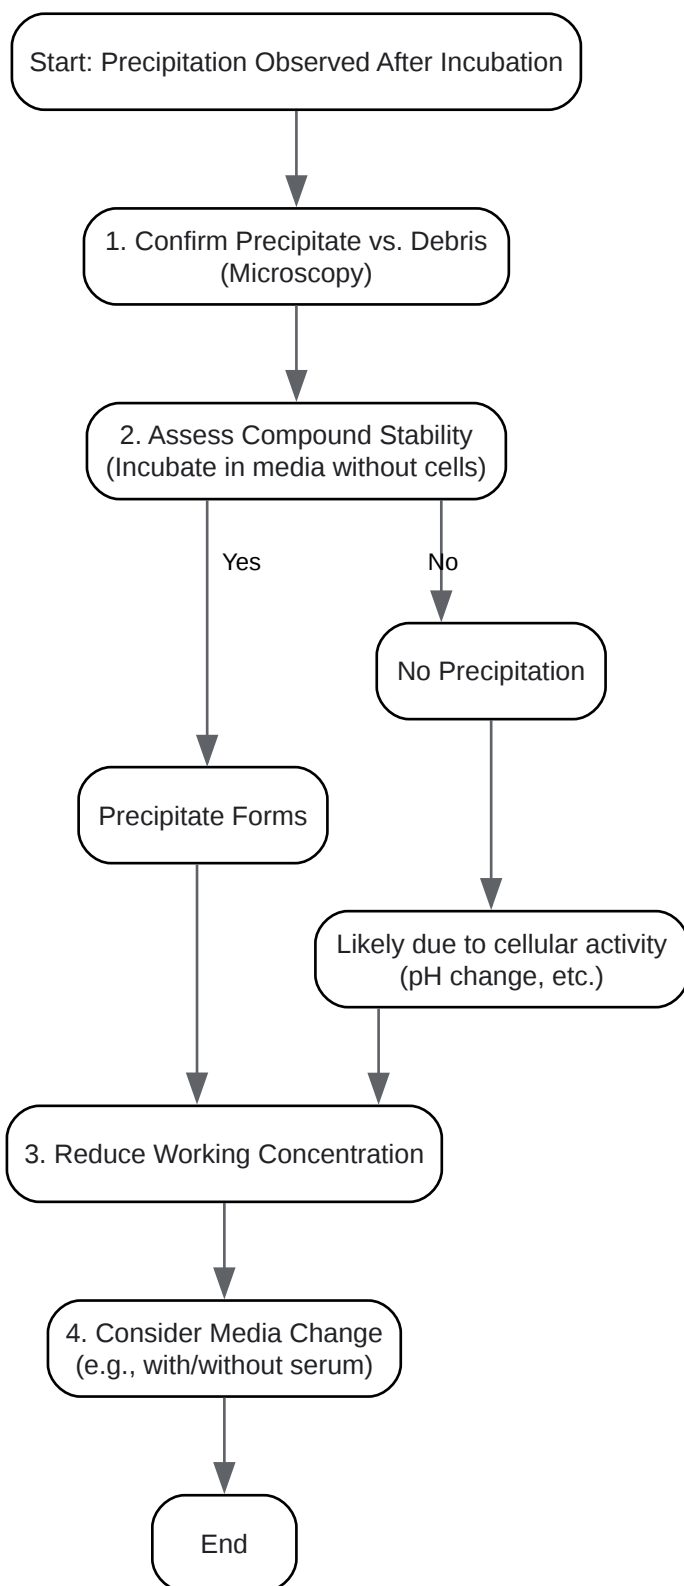 Start: Precipitation Observed After Incubation
1. Confirm Precipitate vs. Debris
(Microscopy)
2. Assess Compound Stability
(Incubate in media without cells)
Yes
No
No Precipitation
Precipitate Forms
Likely due to cellular activity
(pH change, etc.)
3. Reduce Working Concentration
4. Consider Media Change
(e.g., with/without serum)
End